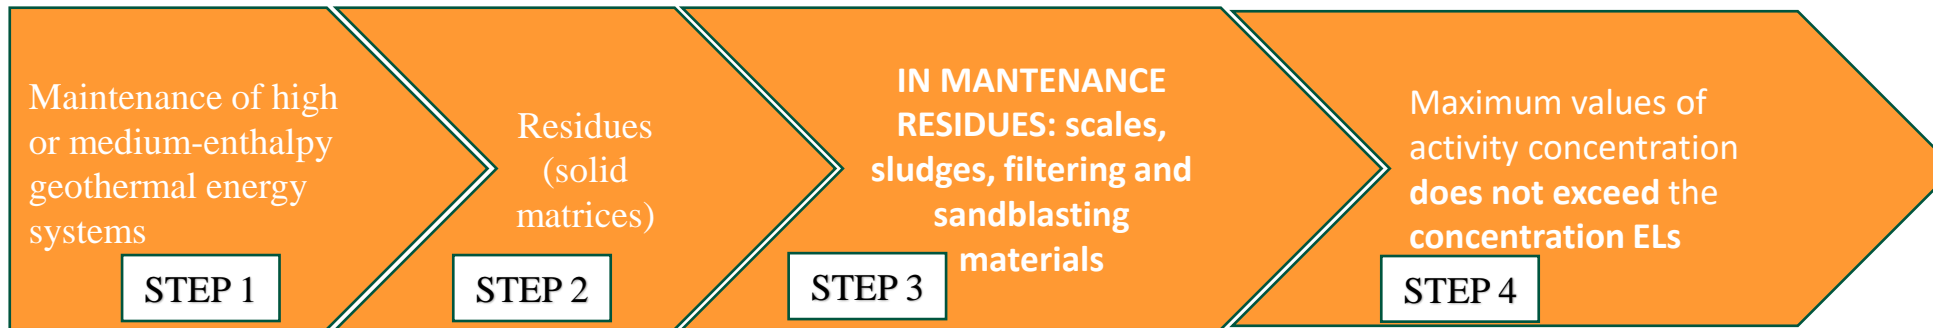 Maintenance of high
or medium-enthalpy
geothermal energy
systems
STEP 1
Residues
(solid
matrices)
STEP 2
IN MANTENANCE
RESIDUES: scales,
sludges, filtering and
sandblasting
materials
STEP 3
Maximum values of
activity concentration
does not exceed the
concentration ELs
STEP 4